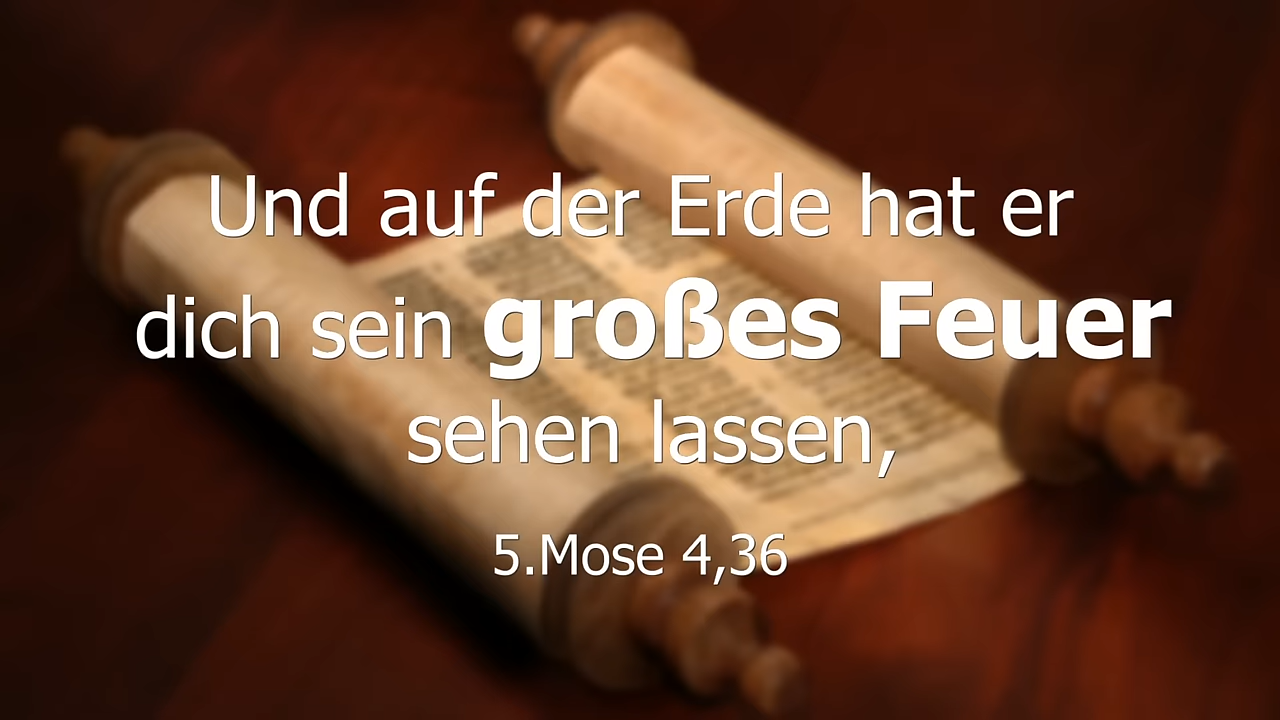 Und auf der Erde hat er
dich sein großes Feuer
sehen lassen,
5.Mose 4,36